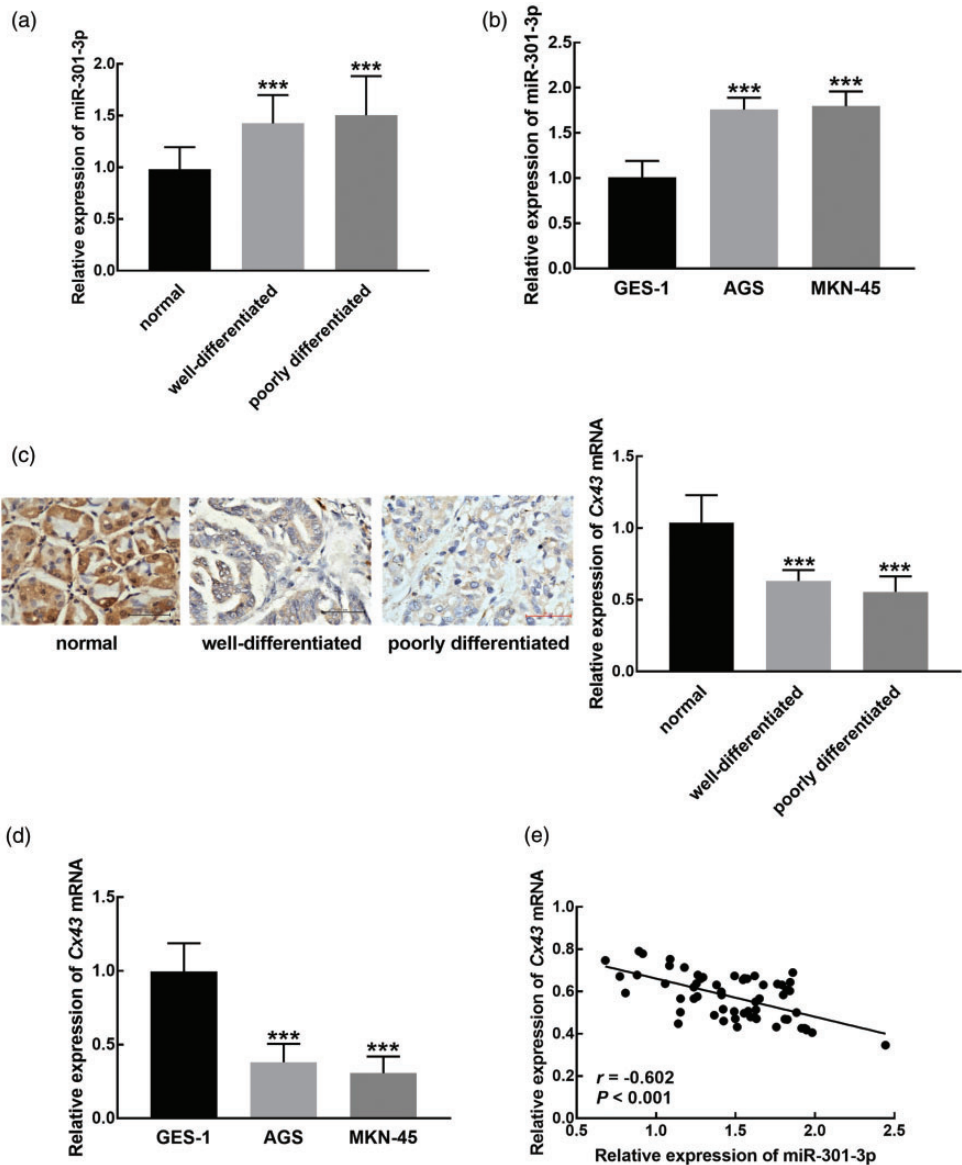 (a)
Relative expression of miR-301-3p
2.0
1.5
1.0
0.5
0.0
***
***
normal
well-differentiated
poorly differentiated
(b)
Relative expression of miR-301-3p
2.5
2.0
1.5
1.0
0.5
0.0
***
***
GES-1
AGS
MKN-45
(c)
normal
well-differentiated
poorly differentiated
Relative expression of Cx43 mRNA
1.5
1.0
0.5
0.0
***
***
normal
well-differentiated
poorly differentiated
(d)
Relative expression of Cx43 mRNA
1.5
1.0
0.5
0.0
***
***
GES-1
AGS
MKN-45
(e)
Relative expression of Cx43 mRNA
1.0
0.8
0.6
0.4
0.2
0.0
r = -0.602
P < 0.001
0.5
1.0
1.5
2.0
2.5
Relative expression of miR-301-3p